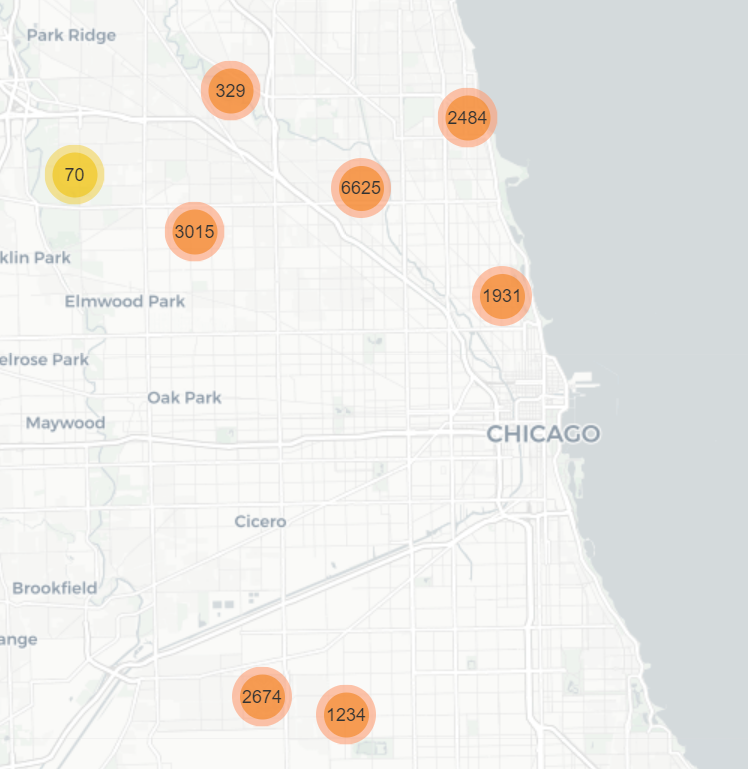 Park Ridge
329
2484
70
6625
3015
klin Park
1931
Elmwood Park
elrose Park
Oak Park
Maywood
CHICAGO
Cicero
Brookfield
ange
2674
1234